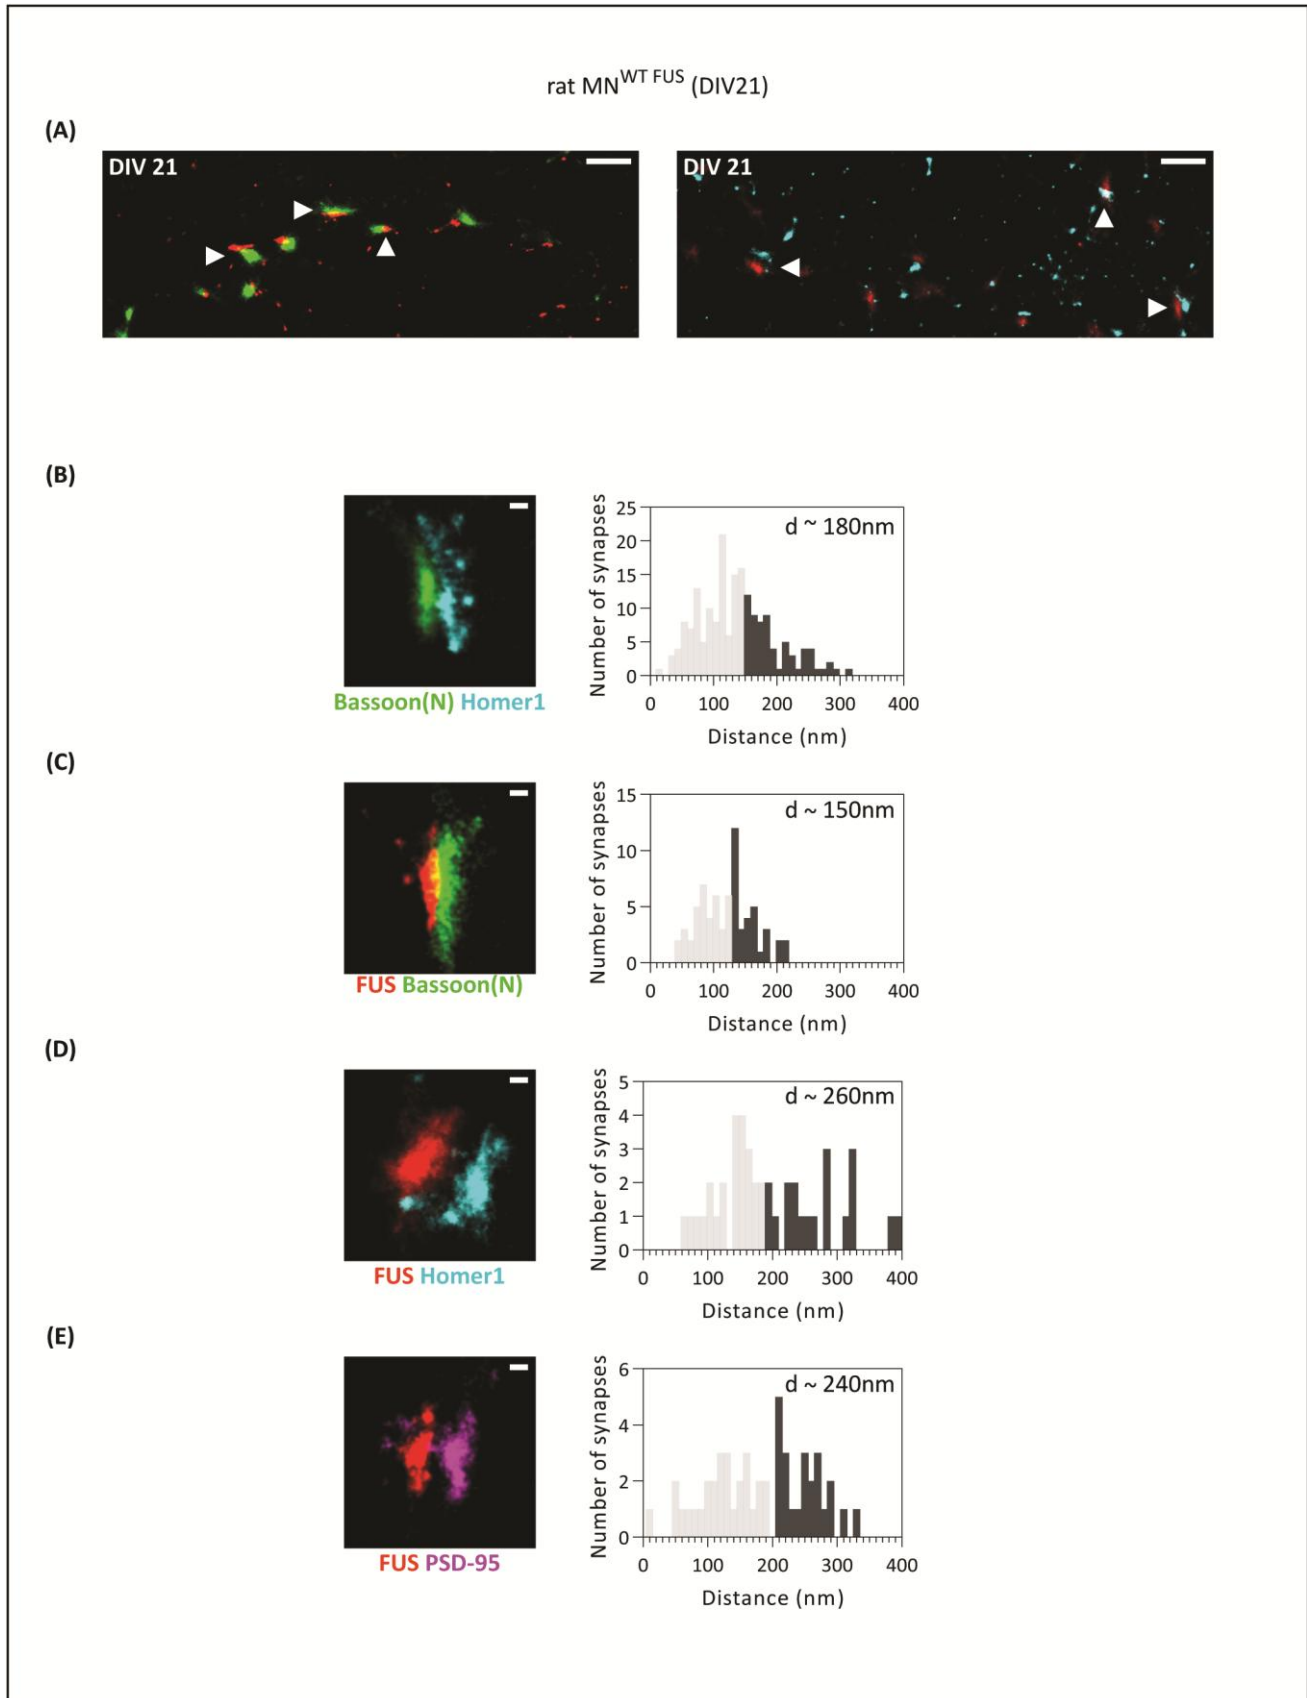 rat MN^WT FUS (DIV21)
(A)
DIV 21
DIV 21
(B)
Bassoon(N) Homer1
Number of synapses
25
20
15
10
5
0
d ~ 180nm
0 100 200 300 400
Distance (nm)
(C)
FUS Bassoon(N)
Number of synapses
15
10
5
0
d ~ 150nm
0 100 200 300 400
Distance (nm)
(D)
FUS Homer1
Number of synapses
5
4
3
2
1
0
d ~ 260nm
0 100 200 300 400
Distance (nm)
(E)
FUS PSD-95
Number of synapses
6
4
2
0
d ~ 240nm
0 100 200 300 400
Distance (nm)